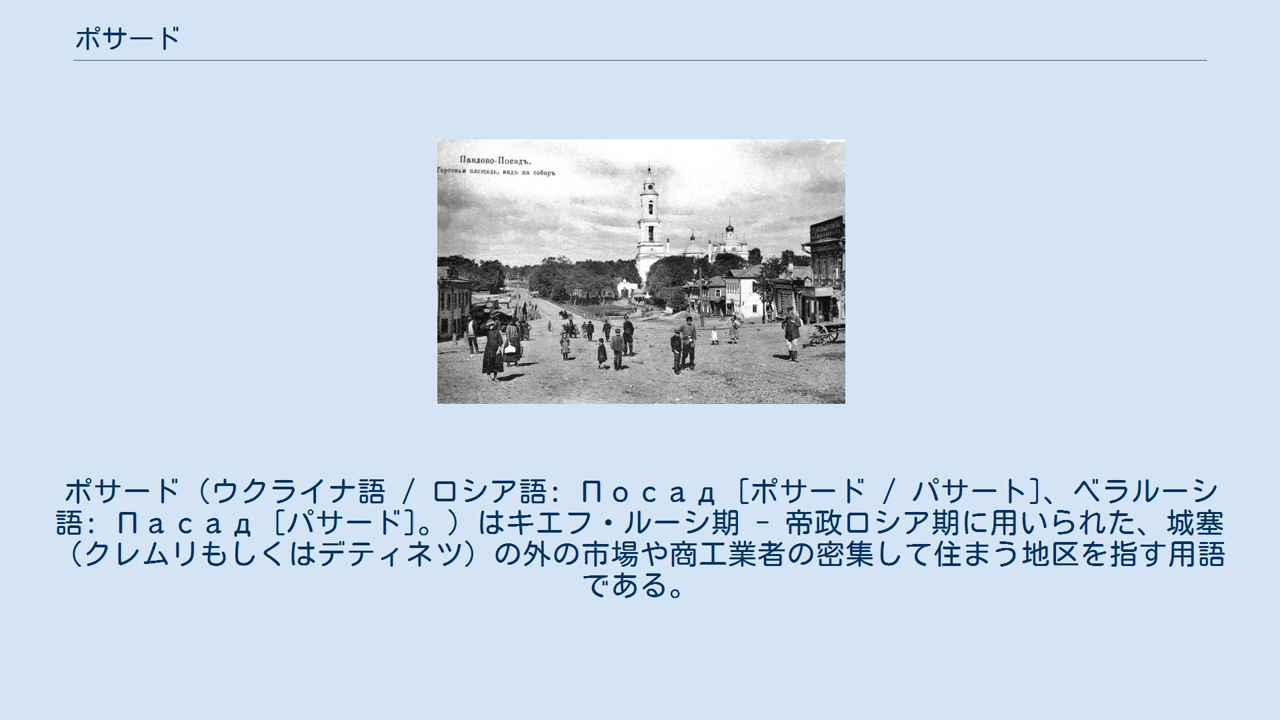 ポサード
Павлово-Посадъ.
Торговая площадь, видъ на соборъ
ポサード（ウクライナ語 / ロシア語: Посад [ポサード / パサート]、ベラルーシ
語: Пасад [パサード]。）はキエフ・ルーシ期 - 帝政ロシア期に用いられた、城塞
（クレムリもしくはデティネツ）の外の市場や商工業者の密集して住まう地区を指す用語
である。